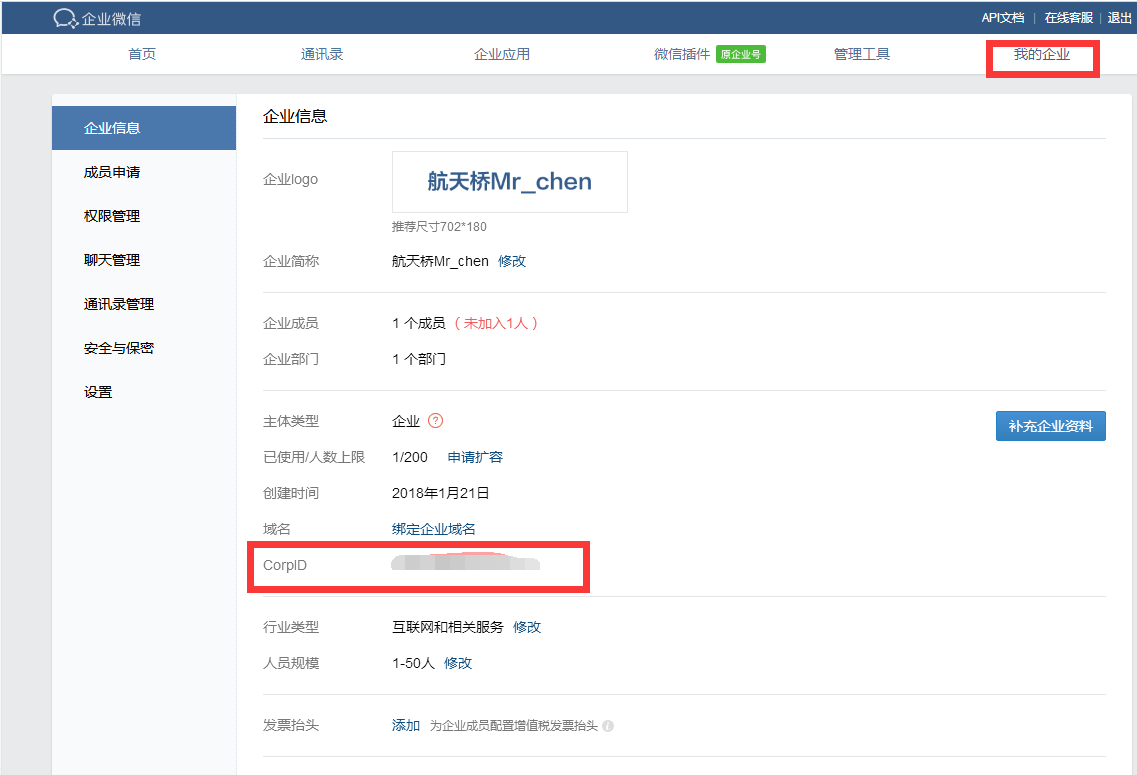 企业微信
API文档 | 在线客服 | 退出
首页 通讯录 企业应用 微信插件 原企业号 管理工具 我的企业
企业信息
成员申请
权限管理
聊天管理
通讯录管理
安全与保密
设置
企业信息
企业logo 航天桥Mr_chen
推荐尺寸702*180
企业简称 航天桥Mr_chen 修改
企业成员 1 个成员 (未加入1人)
企业部门 1 个部门
主体类型 企业 ?
补充企业资料
已使用/人数上限 1/200 申请扩容
创建时间 2018年1月21日
域名 绑定企业域名
CorpID
行业类型 互联网和相关服务 修改
人员规模 1-50人 修改
发票抬头 添加 为企业成员配置增值税发票抬头 i